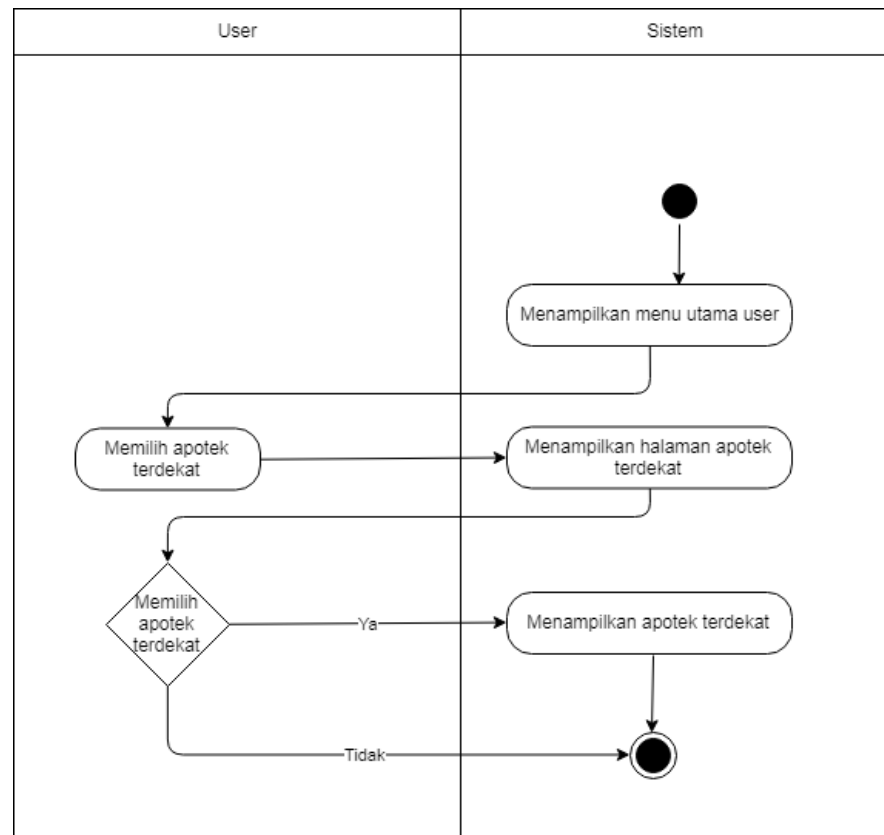 User
Sistem
Menampilkan menu utama user
Memilih apotek
terdekat
Menampilkan halaman apotek
terdekat
Memilih
apotek
terdekat
Ya
Menampilkan apotek terdekat
Tidak